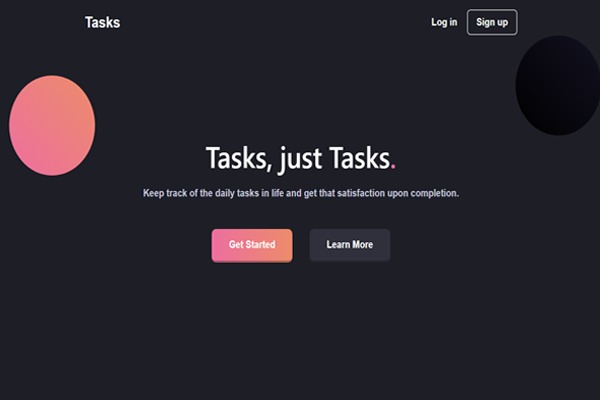 Tasks
Log in
Sign up
Tasks, just Tasks.
Keep track of the daily tasks in life and get that satisfaction upon completion.
Get Started
Learn More